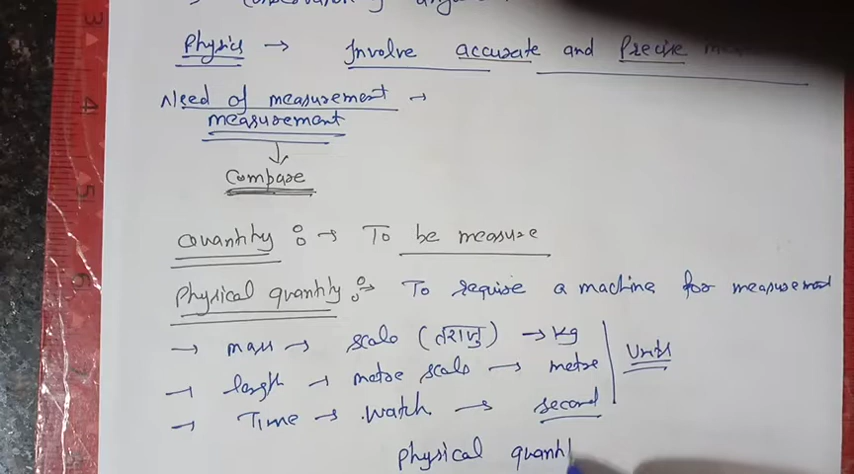 Physics → Involve accurate and Precise
Need of measurement →
measurement
Compare
Quantity : → To be measure
Physical quantity : → To require a machine for measurement
→ mass → scale (तराजु) → kg
→ length → metre scale → metre
→ Time → watch → second
Units
physical quanti